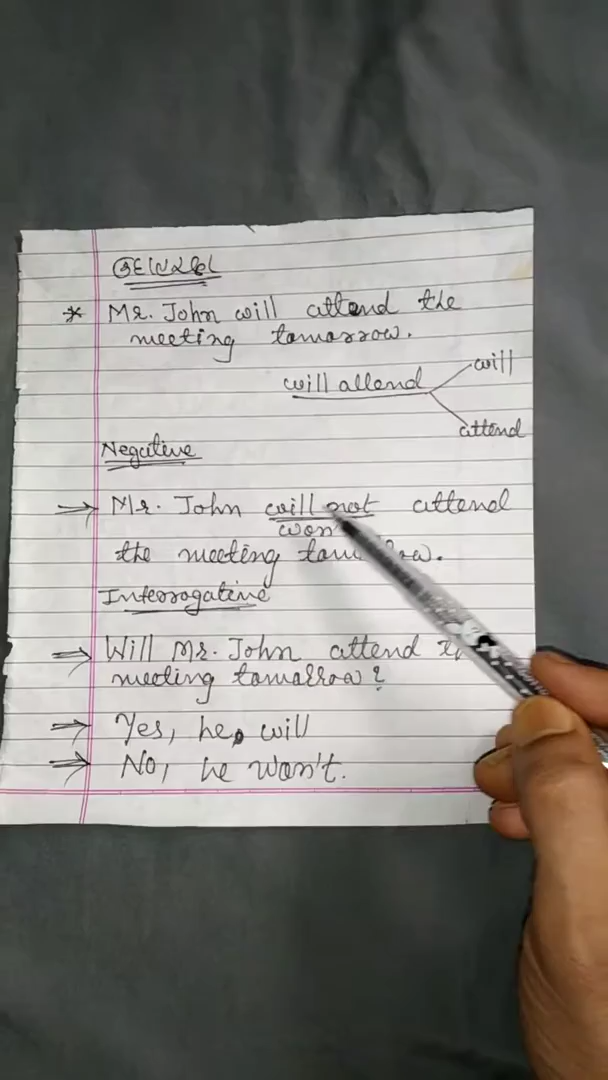 * Mr. John will attend the
meeting tomorrow.
will attend
will
attend
Negative
⇒ Mr. John will not attend
won'
the meeting tomorrow.
Interrogative
⇒ Will Mr. John attend
meeting tomorrow?
⇒ Yes, he, will
⇒ No, he won't.